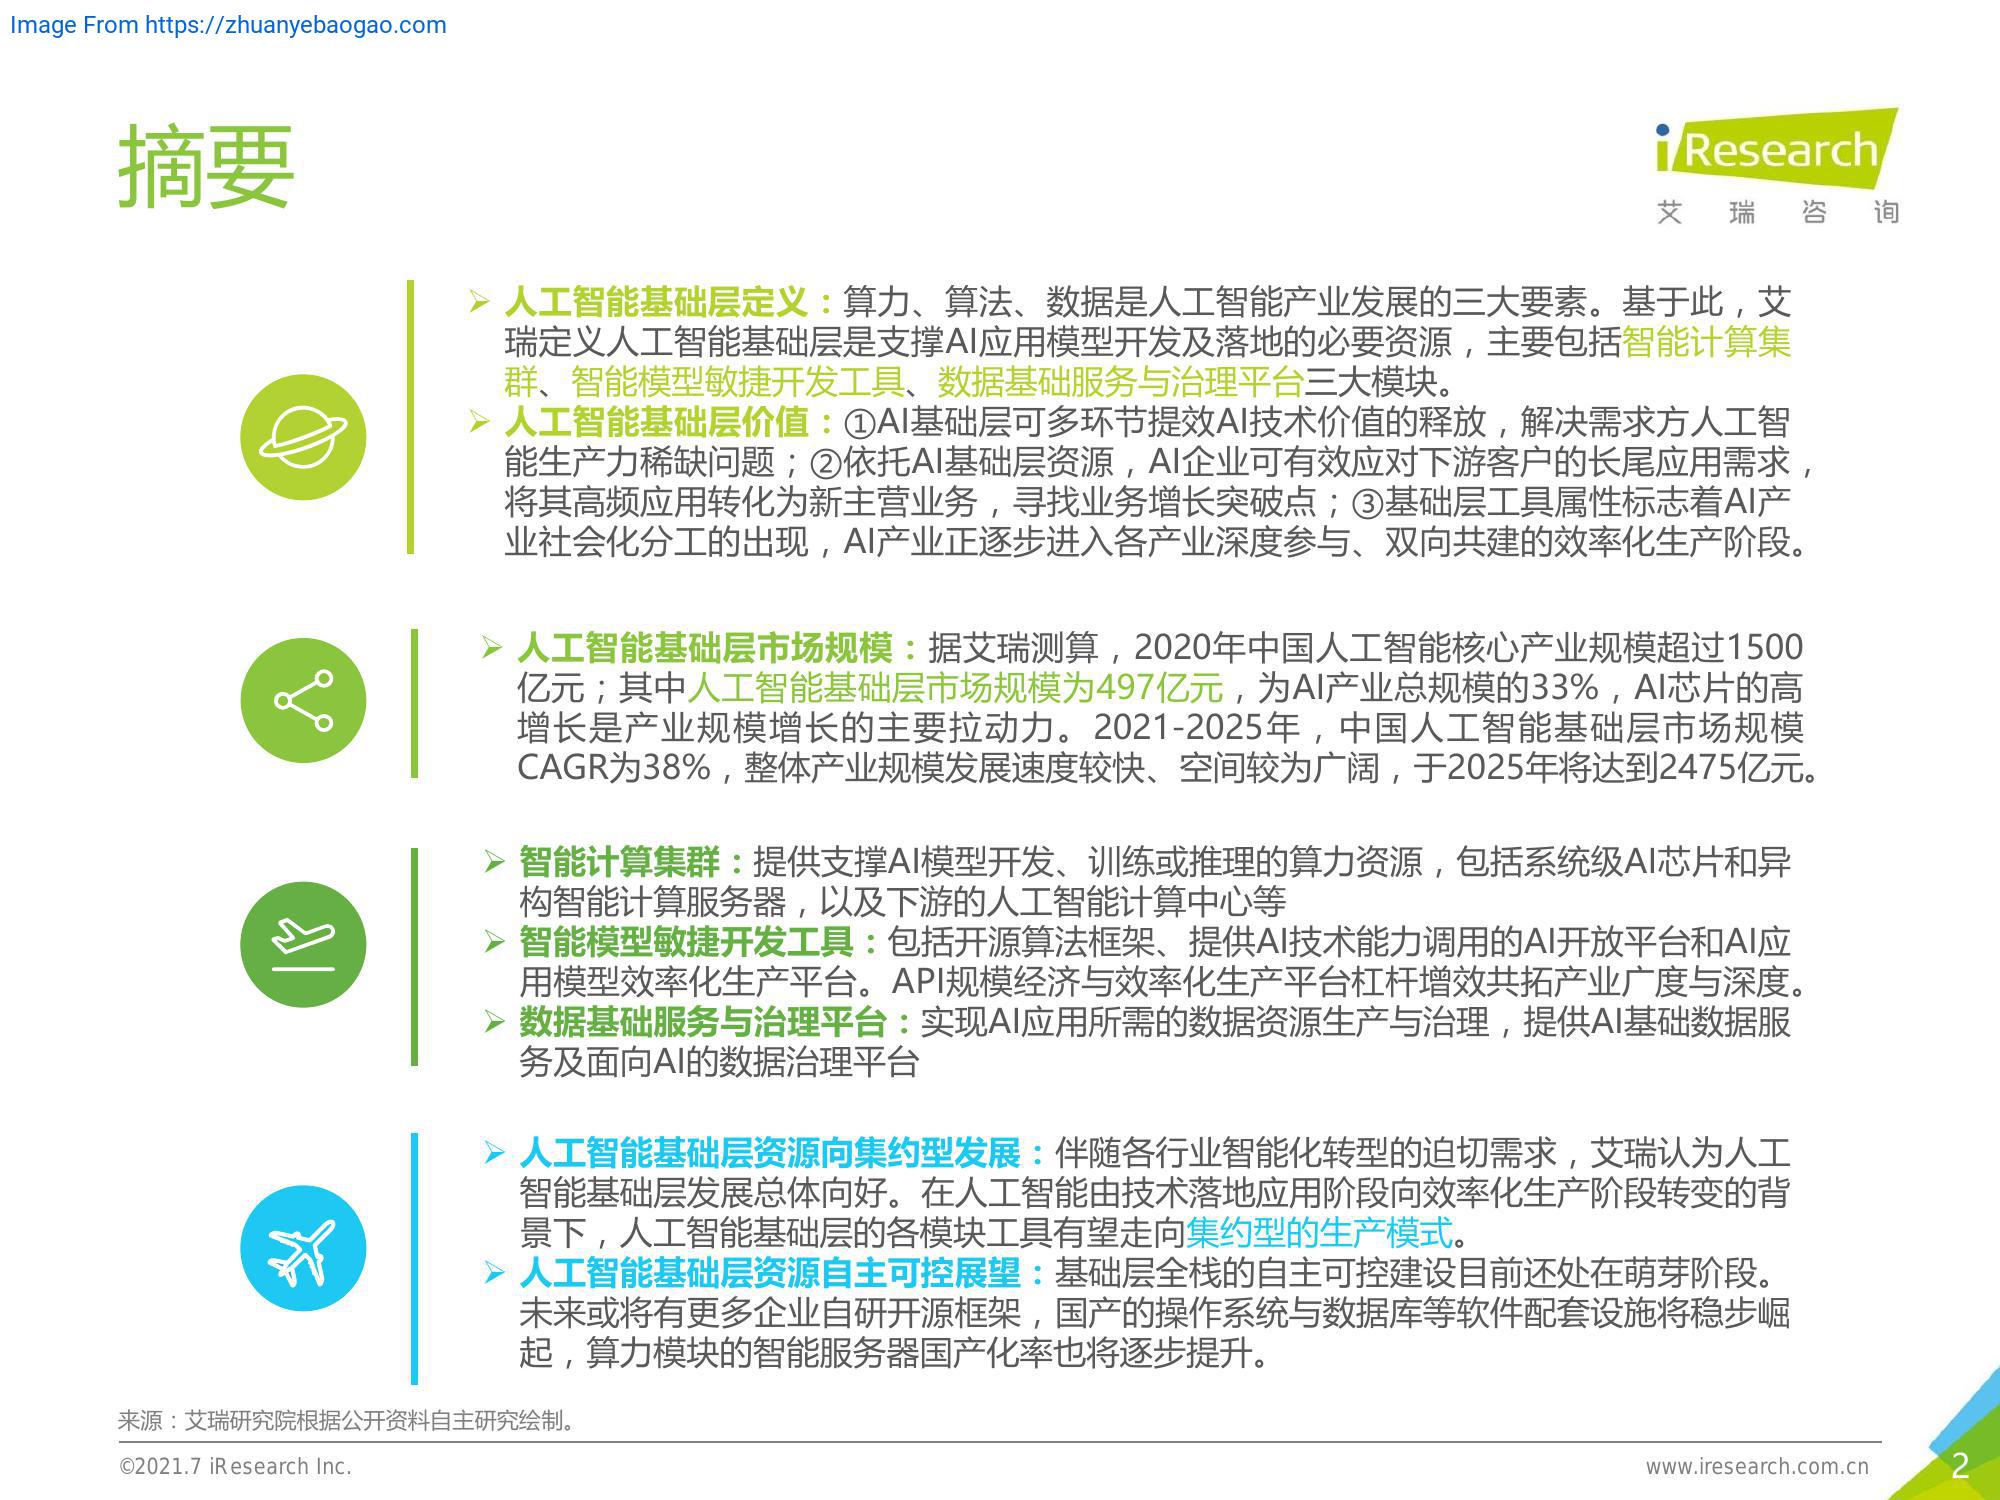 Image From https://zhuanyebaogao.com
摘要
iResearch
艾瑞咨询
人工智能基础层定义：算力、算法、数据是人工智能产业发展的三大要素。基于此，艾
瑞定义人工智能基础层是支撑AI应用模型开发及落地的必要资源，主要包括智能计算集
群、智能模型敏捷开发工具、数据基础服务与治理平台三大模块。
人工智能基础层价值：①AI基础层可多环节提效AI技术价值的释放，解决需求方人工智
能生产力稀缺问题；②依托AI基础层资源，AI企业可有效应对下游客户的长尾应用需求，
将其高频应用转化为新主营业务，寻找业务增长突破点；③基础层工具属性标志着AI产
业社会化分工的出现，AI产业正逐步进入各产业深度参与、双向共建的效率化生产阶段。
人工智能基础层市场规模：据艾瑞测算，2020年中国人工智能核心产业规模超过1500
亿元；其中人工智能基础层市场规模为497亿元，为AI产业总规模的33%，AI芯片的高
增长是产业规模增长的主要拉动力。2021-2025年，中国人工智能基础层市场规模
CAGR为38%，整体产业规模发展速度较快、空间较为广阔，于2025年将达到2475亿元。
智能计算集群：提供支撑AI模型开发、训练或推理的算力资源，包括系统级AI芯片和异
构智能计算服务器，以及下游的人工智能计算中心等
智能模型敏捷开发工具：包括开源算法框架、提供AI技术能力调用的AI开放平台和AI应
用模型效率化生产平台。API规模经济与效率化生产平台杠杆增效共拓产业广度与深度。
数据基础服务与治理平台：实现AI应用所需的数据资源生产与治理，提供AI基础数据服
务及面向AI的数据治理平台
人工智能基础层资源向集约型发展：伴随各行业智能化转型的迫切需求，艾瑞认为人工
智能基础层发展总体向好。在人工智能由技术落地应用阶段向效率化生产阶段转变的背
景下，人工智能基础层的各模块工具有望走向集约型的生产模式。
人工智能基础层资源自主可控展望：基础层全栈的自主可控建设目前还处在萌芽阶段。
未来或将有更多企业自研开源框架，国产的操作系统与数据库等软件配套设施将稳步崛
起，算力模块的智能服务器国产化率也将逐步提升。
来源：艾瑞研究院根据公开资料自主研究绘制。
©2021.7 iResearch Inc.
www.iresearch.com.cn
2